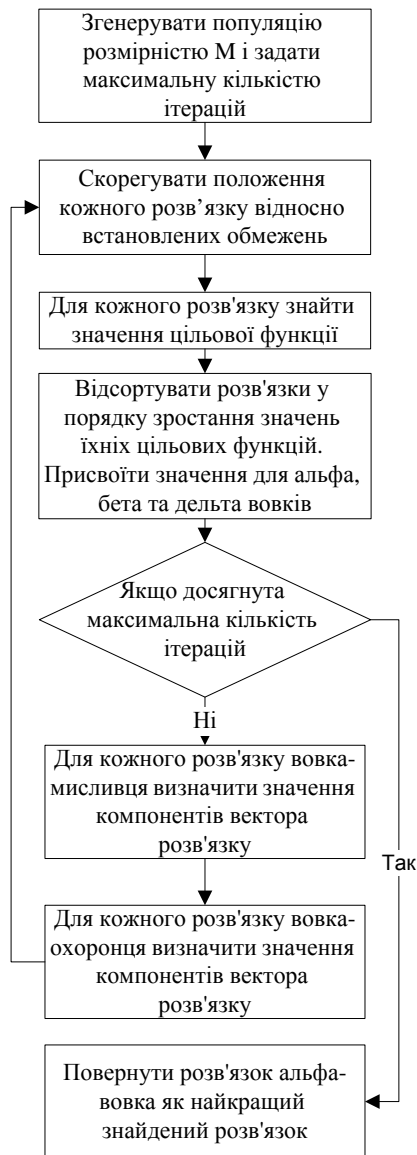 Згенерувати популяцію
розмірністю M і задати
максимальну кількістю
ітерацій
Скорегувати положення
кожного розв’язку відносно
встановлених обмежень
Для кожного розв'язку знайти
значення цільової функції
Відсортувати розв'язки у
порядку зростання значень
їхніх цільових функцій.
Присвоїти значення для альфа,
бета та дельта вовків
Якщо досягнута
максимальна кількість
ітерацій
Ні
Для кожного розв'язку вовка-
мисливця визначити значення
компонентів вектора
розв'язку
Так
Для кожного розв'язку вовка-
охоронця визначити значення
компонентів вектора
розв'язку
Повернути розв'язок альфа-
вовка як найкращий
знайдений розв'язок